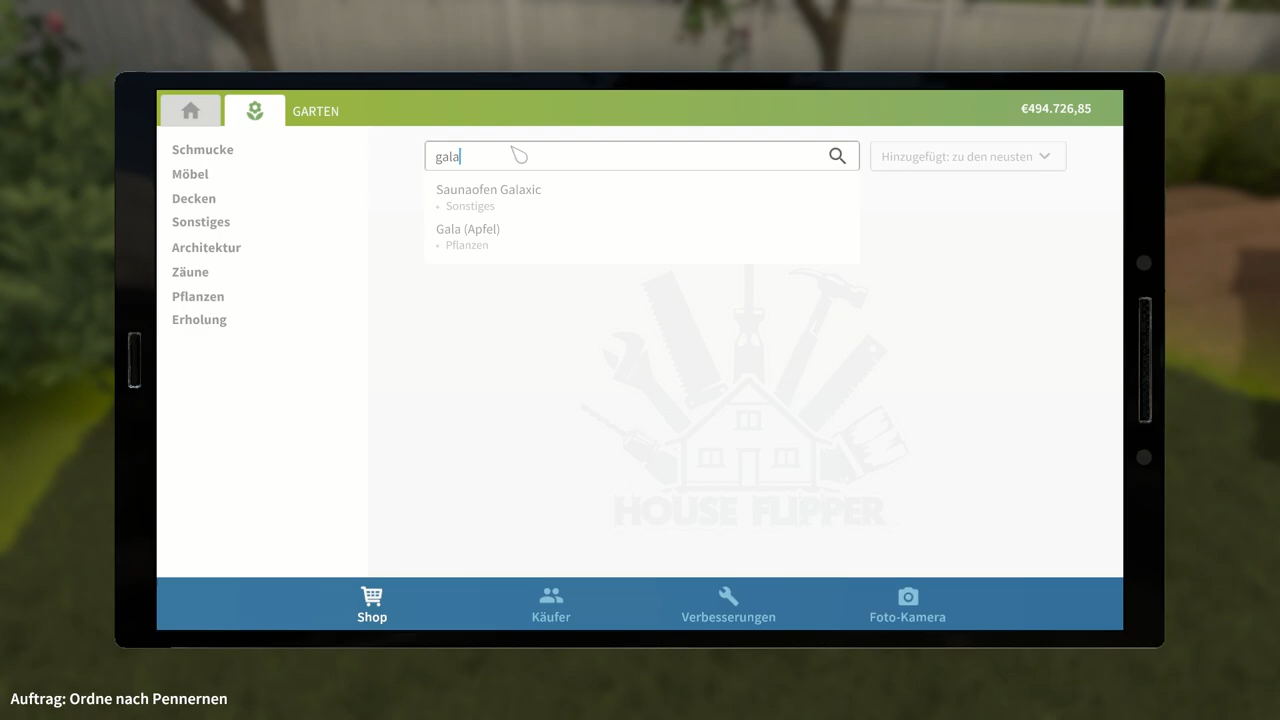 GARTEN
€494.726,85
Schmucke
Möbel
Decken
Sonstiges
Architektur
Zäune
Pflanzen
Erholung
gala
Hinzugefügt: zu den neusten
Saunaofen Galaxic
• Sonstiges
Gala (Apfel)
• Pflanzen
HOUSE FLIPPER
Shop
Käufer
Verbesserungen
Foto-Kamera
Auftrag: Ordne nach Pennernen